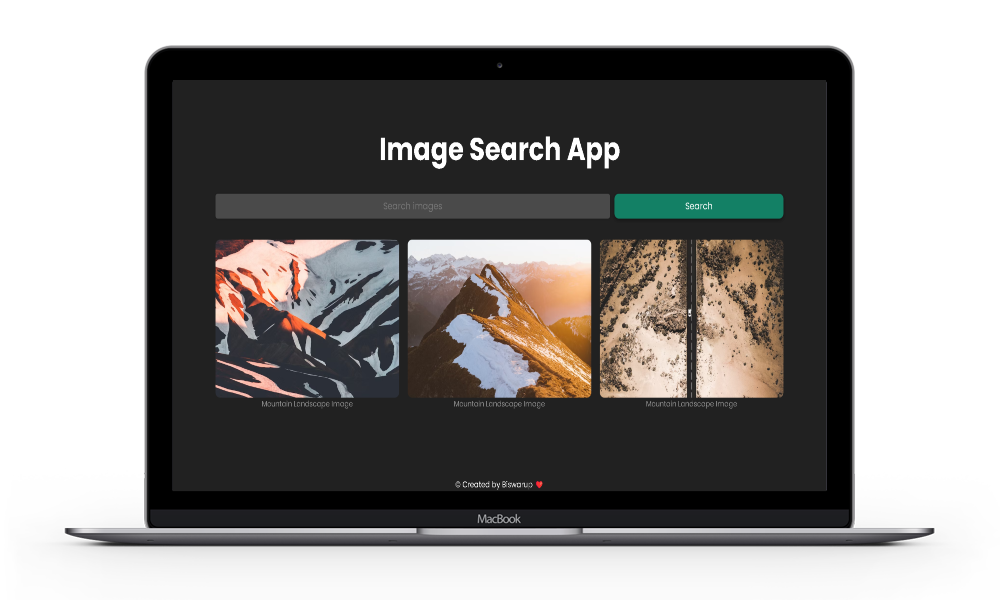 Image Search App
Search Images
Search
Mountain Landscape Image
Mountain Landscape Image
Mountain Landscape Image
© Created by Biswarup ❤️
MacBook